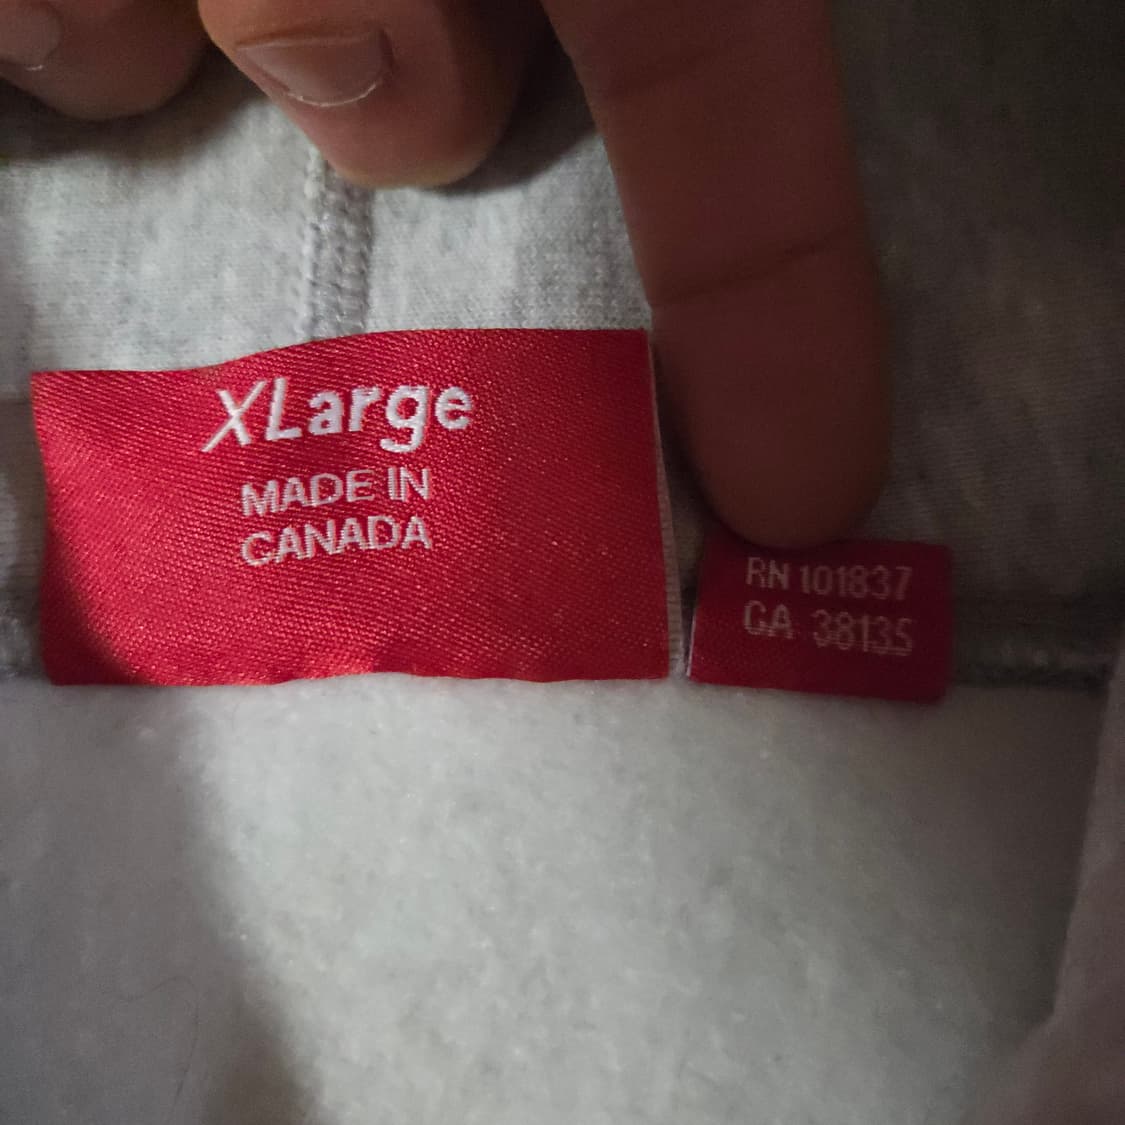 XLarge
MADE IN
CANADA
RN 101837
CA 38135